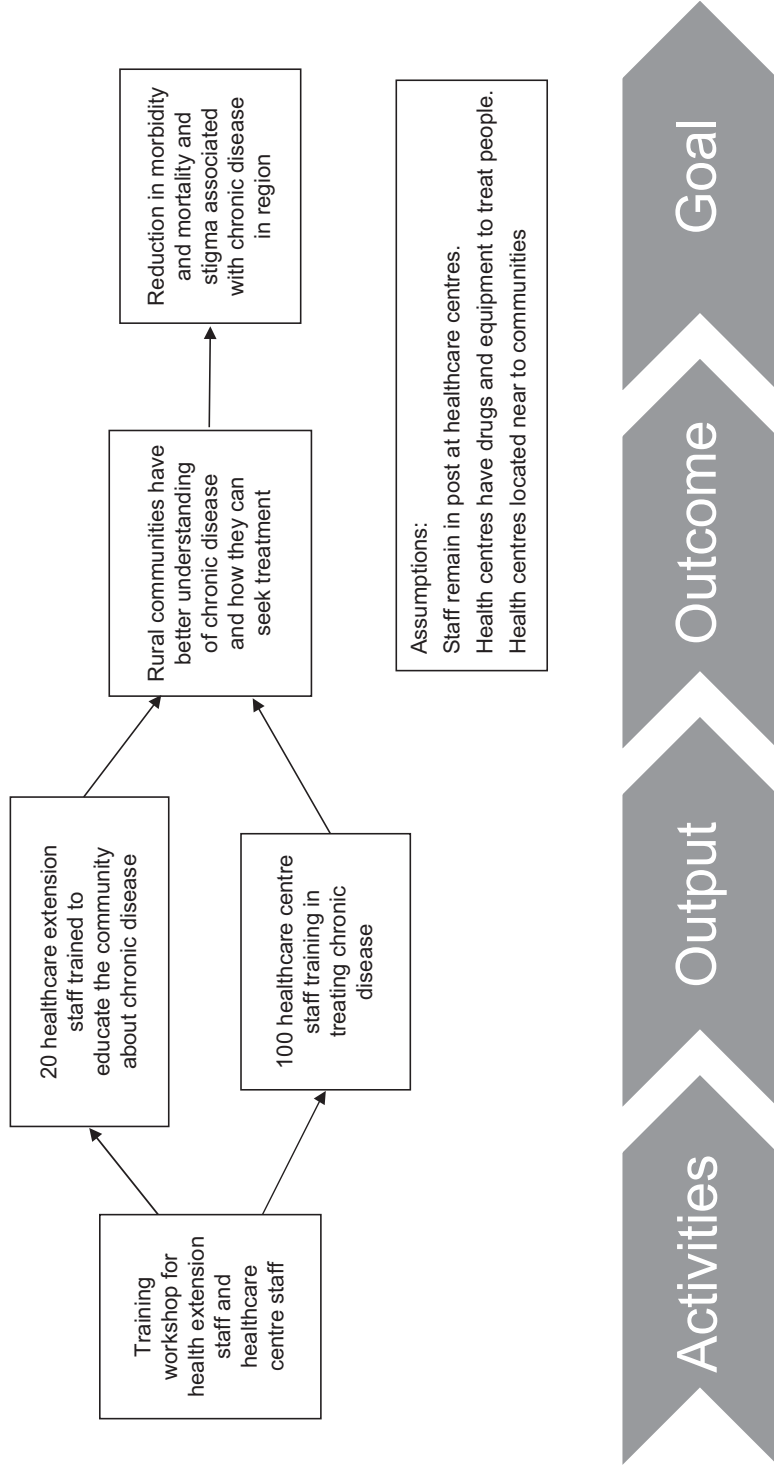 Training
workshop for
health extension
staff and
healthcare
centre staff
20 healthcare extension
staff trained to
educate the community
about chronic disease
100 healthcare centre
staff training in
treating chronic
disease
Rural communities have
better understanding
of chronic disease
and how they can
seek treatment
Reduction in morbidity
and mortality and
stigma associated
with chronic disease
in region
Assumptions:
Staff remain in post at healthcare centres.
Health centres have drugs and equipment to treat people.
Health centres located near to communities
Activities
Output
Outcome
Goal